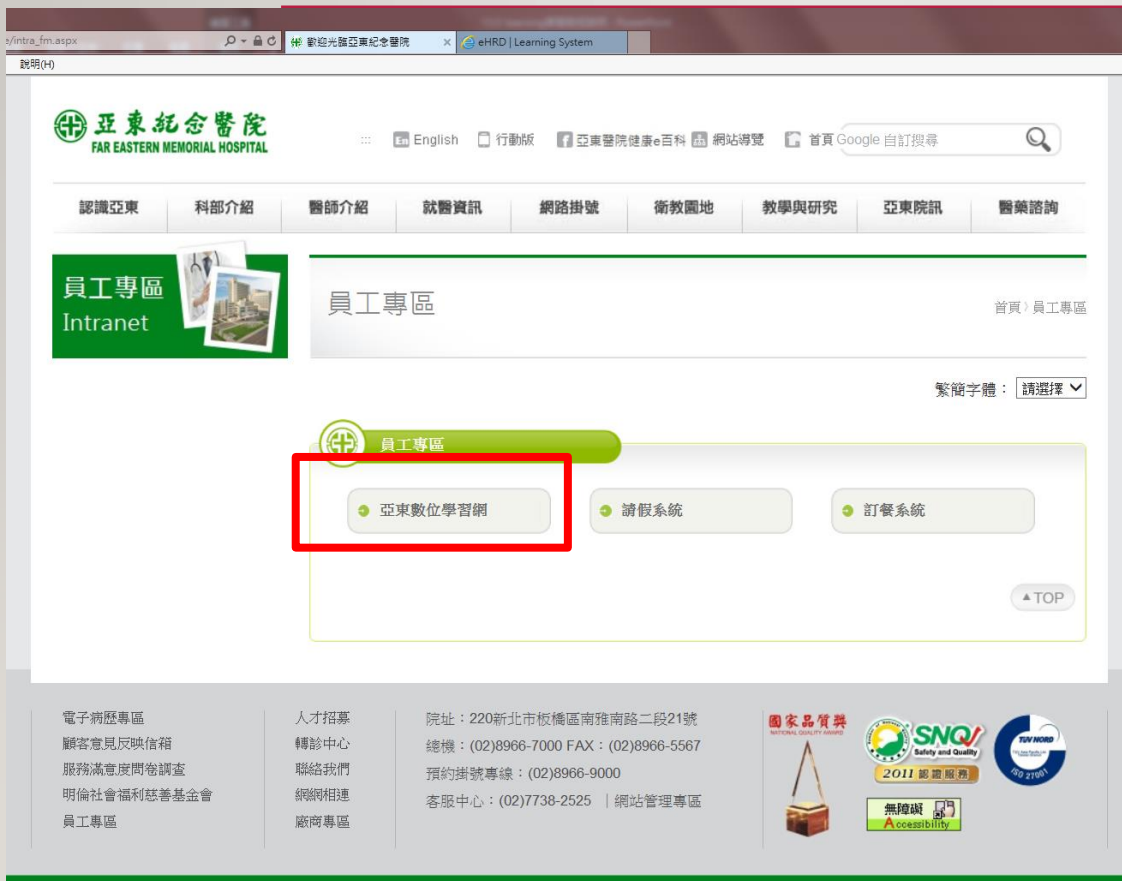 e/intra_fm.aspx
歡迎光臨亞東紀念醫院
eHRD | Learning System
說明(H)
亞東紀念醫院
FAR EASTERN MEMORIAL HOSPITAL
En English 行動版 f 亞東醫院健康e百科 網站導覽 首頁 Google 自訂搜尋
認識亞東 科部介紹 醫師介紹 就醫資訊 網路掛號 衛教園地 教學與研究 亞東院訊 醫藥諮詢
員工專區
Intranet
員工專區
首頁 員工專區
繁簡字體： 請選擇
員工專區
亞東數位學習網 請假系統 訂餐系統
TOP
電子病歷專區
顧客意見反映信箱
服務滿意度問卷調查
明倫社會福利慈善基金會
員工專區
人才招募
轉診中心
聯絡我們
網網相連
廠商專區
院址：220新北市板橋區南雅南路二段21號
總機：(02)8966-7000 FAX：(02)8966-5567
預約掛號專線：(02)8966-9000
客服中心：(02)7738-2525 ｜網站管理專區
國家品質獎
NATIONAL QUALITY AWARD
SNQ
Safety and Quality
2011 認證服務
無障礙
Accessibility
TUV NORD
ISO 27001